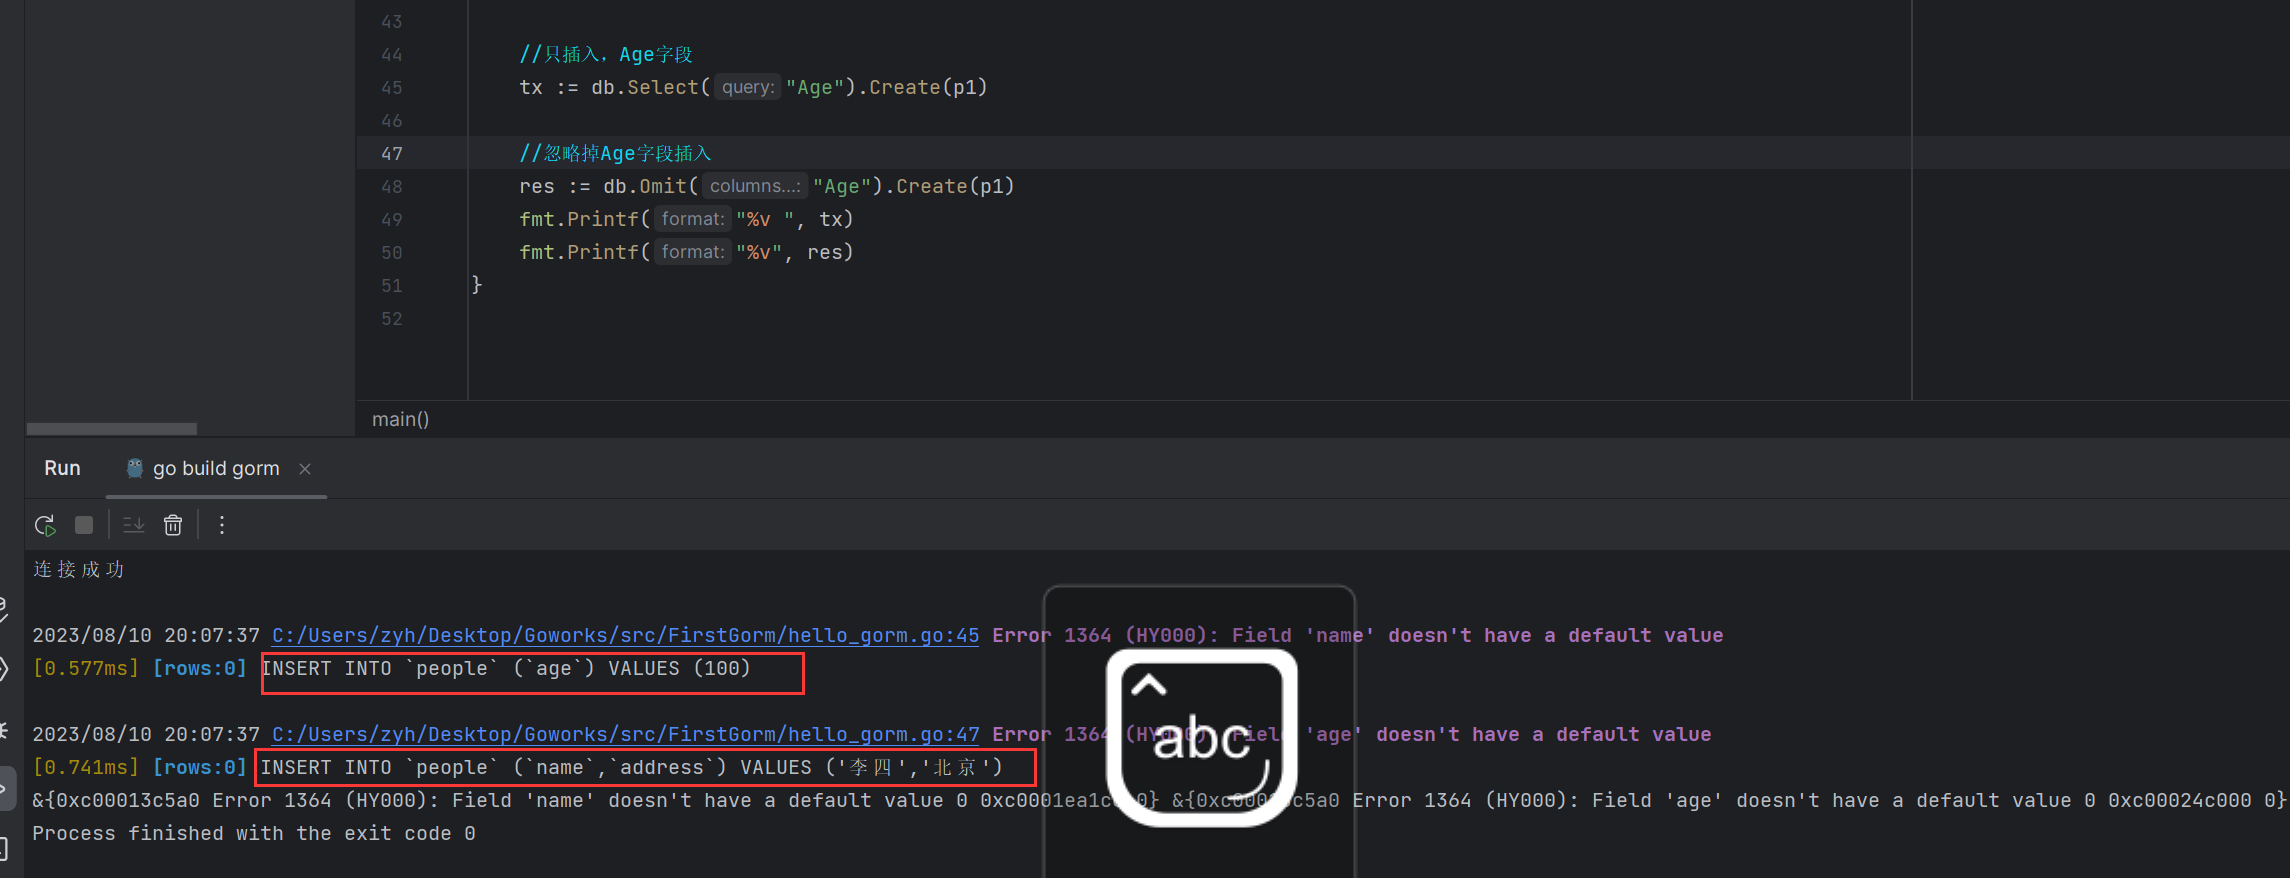 43
44 //只插入，Age字段
45 tx := db.Select( query: "Age").Create(p1)
46
47 //忽略掉Age字段插入
48 res := db.Omit( columns...: "Age").Create(p1)
49 fmt.Printf( format: "%v ", tx)
50 fmt.Printf( format: "%v", res)
51 }
52
main()
Run go build gorm
连接成功
2023/08/10 20:07:37 C:/Users/zyh/Desktop/Goworks/src/FirstGorm/hello_gorm.go:45 Error 1364 (HY000): Field 'name' doesn't have a default value
[0.577ms] [rows:0] INSERT INTO `people` (`age`) VALUES (100)
2023/08/10 20:07:37 C:/Users/zyh/Desktop/Goworks/src/FirstGorm/hello_gorm.go:47 Error 1364 (HY000): Field 'age' doesn't have a default value
[0.741ms] [rows:0] INSERT INTO `people` (`name`,`address`) VALUES ('李四','北京')
abc
&{0xc00013c5a0 Error 1364 (HY000): Field 'name' doesn't have a default value 0 Error 1364 (HY000): Field 'age' doesn't have a default value 0 0xc00024c000 0}
Process finished with the exit code 0